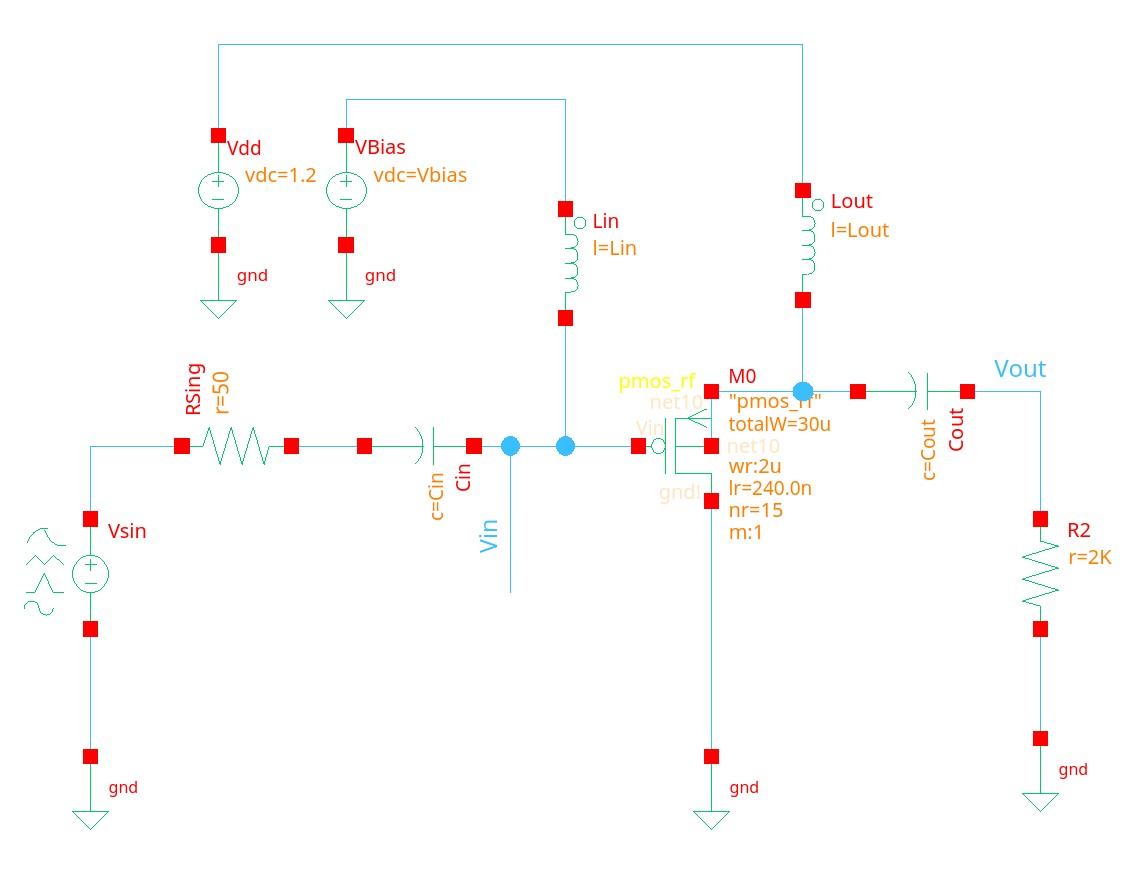 Vdd
vdc=1.2
gnd
VBias
vdc=Vbias
gnd
Lin
l=Lin
Lout
l=Lout
RSing
r=50
c=Cin
Cin
Vin
Vsin
gnd
pmos_rf
net10
Vin
gnd!
M0
"pmos_rf"
totalW=30u
net10
wr:2u
lr=240.0n
nr=15
m:1
gnd
c=Cout
Cout
Vout
R2
r=2K
gnd